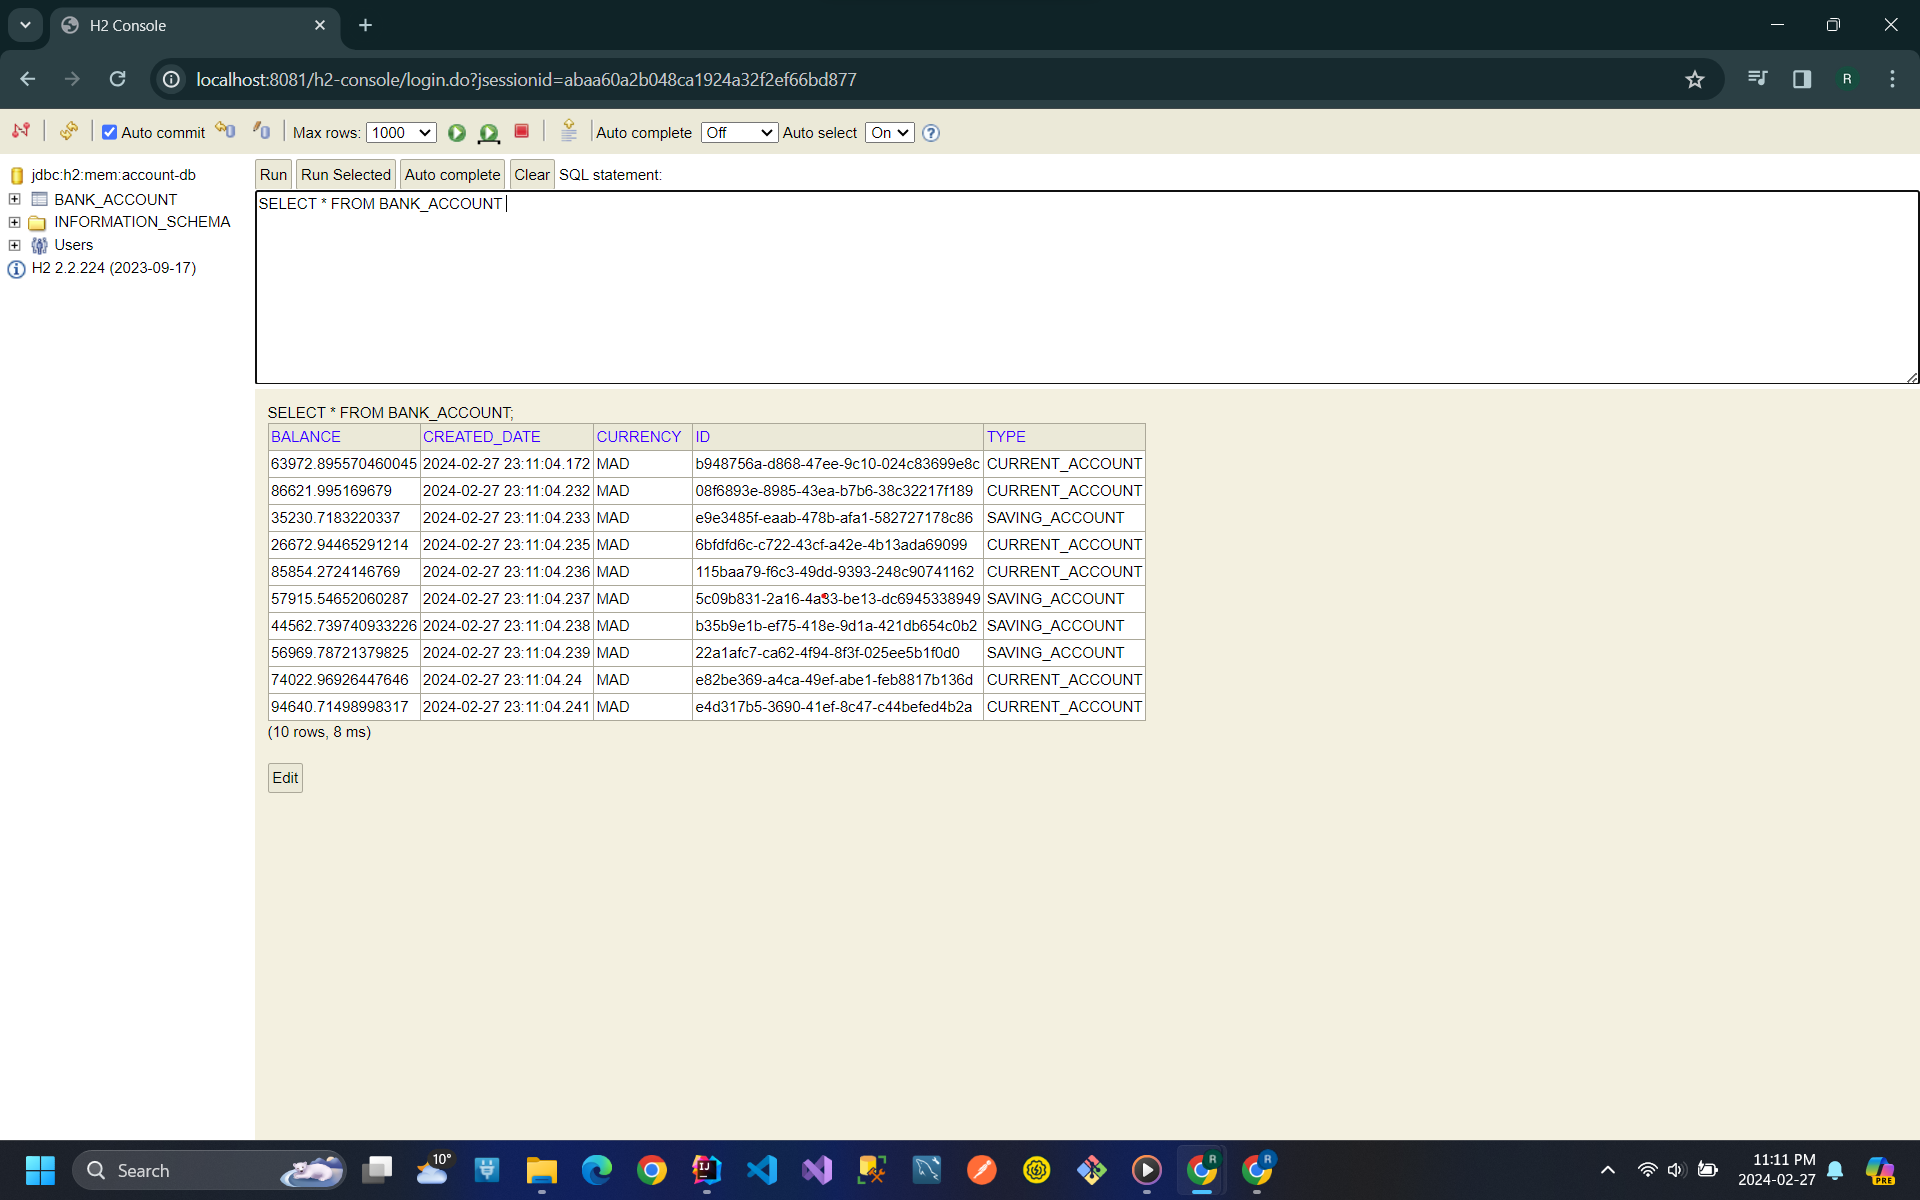 H2 Console
localhost:8081/h2-console/login.do?jsessionid=abaa60a2b048ca1924a32f2ef66bd877
R
Auto commit Max rows: 1000 Auto complete Off Auto select On ?
jdbc:h2:mem:account-db
BANK_ACCOUNT
INFORMATION_SCHEMA
Users
H2 2.2.224 (2023-09-17)
Run Run Selected Auto complete Clear SQL statement:
SELECT * FROM BANK_ACCOUNT
SELECT * FROM BANK_ACCOUNT;
BALANCE CREATED_DATE CURRENCY ID TYPE
63972.895570460045 2024-02-27 23:11:04.172 MAD b948756a-d868-47ee-9c10-024c83699e8c CURRENT_ACCOUNT
86621.995169679 2024-02-27 23:11:04.232 MAD 08f6893e-8985-43ea-b7b6-38c32217f189 CURRENT_ACCOUNT
35230.7183220337 2024-02-27 23:11:04.233 MAD e9e3485f-eaab-478b-afa1-582727178c86 SAVING_ACCOUNT
26672.94465291214 2024-02-27 23:11:04.235 MAD 6bfdfd6c-c722-43cf-a42e-4b13ada69099 CURRENT_ACCOUNT
85854.2724146769 2024-02-27 23:11:04.236 MAD 115baa79-f6c3-49dd-9393-248c90741162 CURRENT_ACCOUNT
57915.54652060287 2024-02-27 23:11:04.237 MAD 5c09b831-2a16-4a33-be13-dc6945338949 SAVING_ACCOUNT
44562.739740933226 2024-02-27 23:11:04.238 MAD b35b9e1b-ef75-418e-9d1a-421db654c0b2 SAVING_ACCOUNT
56969.78721379825 2024-02-27 23:11:04.239 MAD 22a1afc7-ca62-4f94-8f3f-025ee5b1f0d0 SAVING_ACCOUNT
74022.96926447646 2024-02-27 23:11:04.24 MAD e82be369-a4ca-49ef-abe1-feb8817b136d CURRENT_ACCOUNT
94640.71498998317 2024-02-27 23:11:04.241 MAD e4d317b5-3690-41ef-8c47-c44befed4b2a CURRENT_ACCOUNT
(10 rows, 8 ms)
Edit
Search 10° IJ R R 11:11 PM PRE
2024-02-27